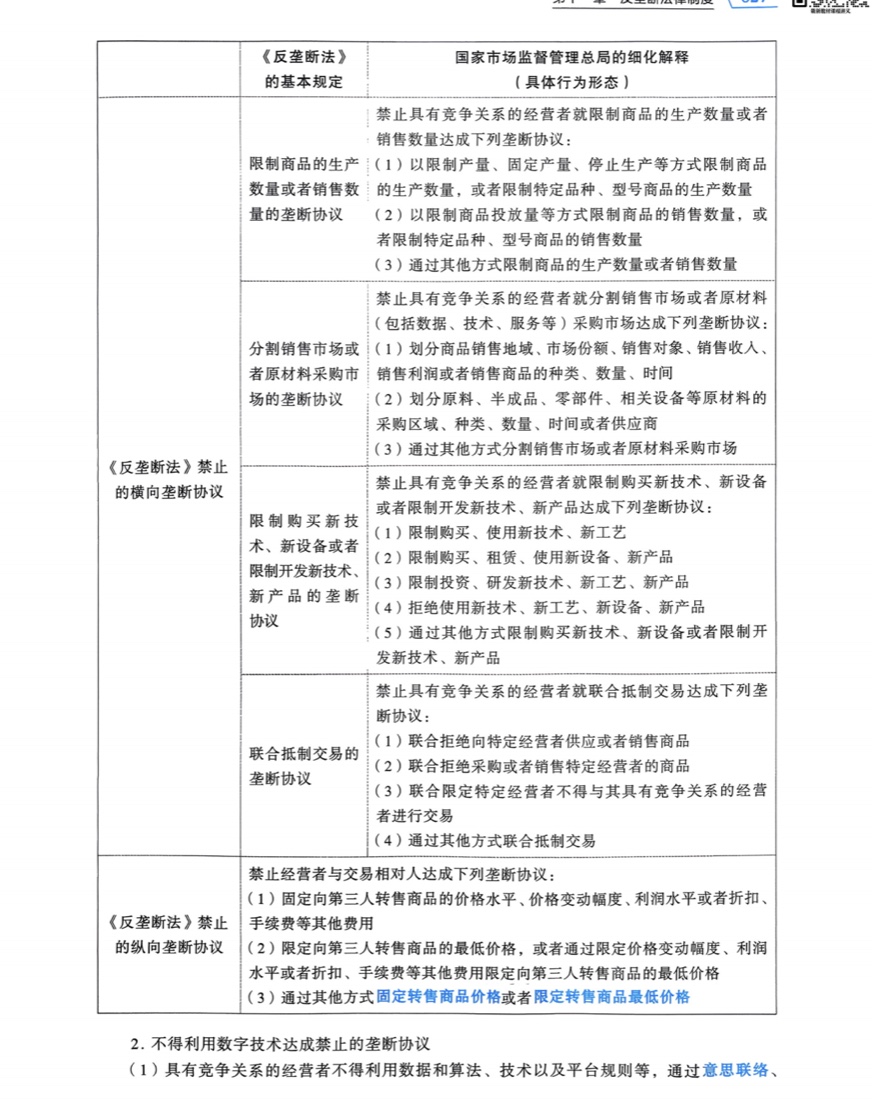 《反垄断法》
的基本规定
国家市场监督管理总局的细化解释
（具体行为形态）
《反垄断法》禁止
的横向垄断协议
限制商品的生产
数量或者销售数
量的垄断协议
禁止具有竞争关系的经营者就限制商品的生产数量或者
销售数量达成下列垄断协议：
（1）以限制产量、固定产量、停止生产等方式限制商品
的生产数量，或者限制特定品种、型号商品的生产数量
（2）以限制商品投放量等方式限制商品的销售数量，或
者限制特定品种、型号商品的销售数量
（3）通过其他方式限制商品的生产数量或者销售数量
分割销售市场或
者原材料采购市
场的垄断协议
禁止具有竞争关系的经营者就分割销售市场或者原材料
（包括数据、技术、服务等）采购市场达成下列垄断协议：
（1）划分商品销售地域、市场份额、销售对象、销售收入、
销售利润或者销售商品的种类、数量、时间
（2）划分原料、半成品、零部件、相关设备等原材料的
采购区域、种类、数量、时间或者供应商
（3）通过其他方式分割销售市场或者原材料采购市场
限制购买新技
术、新设备或者
限制开发新技术、
新产品的垄断
协议
禁止具有竞争关系的经营者就限制购买新技术、新设备
或者限制开发新技术、新产品达成下列垄断协议：
（1）限制购买、使用新技术、新工艺
（2）限制购买、租赁、使用新设备、新产品
（3）限制投资、研发新技术、新工艺、新产品
（4）拒绝使用新技术、新工艺、新设备、新产品
（5）通过其他方式限制购买新技术、新设备或者限制开
发新技术、新产品
联合抵制交易的
垄断协议
禁止具有竞争关系的经营者就联合抵制交易达成下列垄
断协议：
（1）联合拒绝向特定经营者供应或者销售商品
（2）联合拒绝采购或者销售特定经营者的商品
（3）联合限定特定经营者不得与其具有竞争关系的经营
者进行交易
（4）通过其他方式联合抵制交易
《反垄断法》禁止
的纵向垄断协议
禁止经营者与交易相对人达成下列垄断协议：
（1）固定向第三人转售商品的价格水平、价格变动幅度、利润水平或者折扣、
手续费等其他费用
（2）限定向第三人转售商品的最低价格，或者通过限定价格变动幅度、利润
水平或者折扣、手续费等其他费用限定向第三人转售商品的最低价格
（3）通过其他方式固定转售商品价格或者限定转售商品最低价格
2. 不得利用数字技术达成禁止的垄断协议
（1）具有竞争关系的经营者不得利用数据和算法、技术以及平台规则等，通过意思联络、